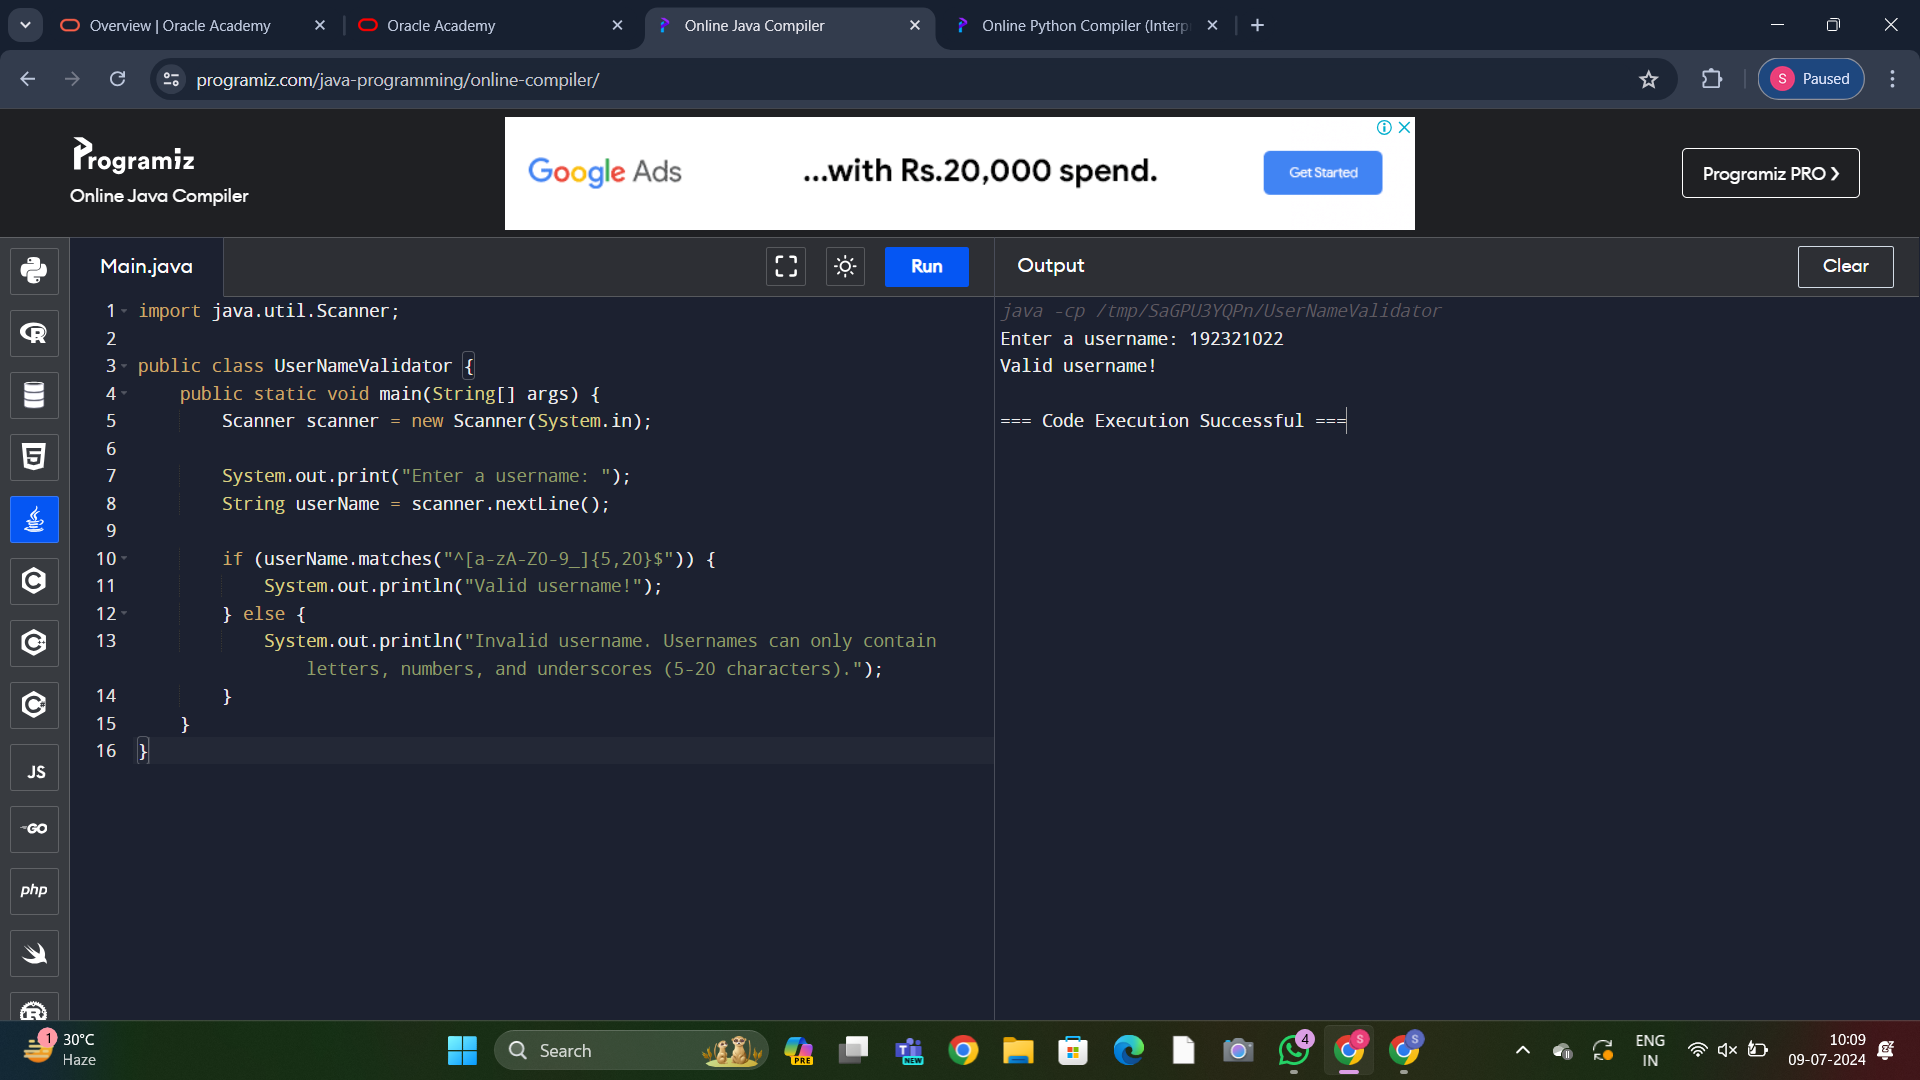 Overview | Oracle Academy
Oracle Academy
Online Java Compiler
Online Python Compiler (Interp
programiz.com/java-programming/online-compiler/
S Paused
Programiz
Online Java Compiler
Google Ads
...with Rs.20,000 spend.
Get Started
Programiz PRO
Main.java
Run
Output
Clear
1 import java.util.Scanner;
2
3 public class UserNameValidator {
4 public static void main(String[] args) {
5 Scanner scanner = new Scanner(System.in);
6
7 System.out.print("Enter a username: ");
8 String userName = scanner.nextLine();
9
10 if (userName.matches("^[a-zA-Z0-9_]{5,20}$")) {
11 System.out.println("Valid username!");
12 } else {
13 System.out.println("Invalid username. Usernames can only contain
letters, numbers, and underscores (5-20 characters).");
14 }
15 }
16 }
java -cp /tmp/SaGPU3YQPn/UserNameValidator
Enter a username: 192321022
Valid username!
=== Code Execution Successful ===
R
5
C
C
C
JS
GO
php
R
1
30°C
Haze
Search
PRE
NEW
4
S
S
ENG
IN
10:09
09-07-2024